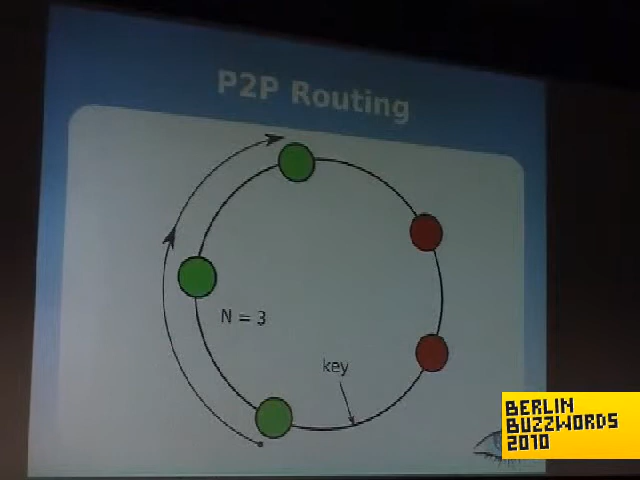 P2P Routing
N = 3
key
BERLIN
BUZZWORDS
2010